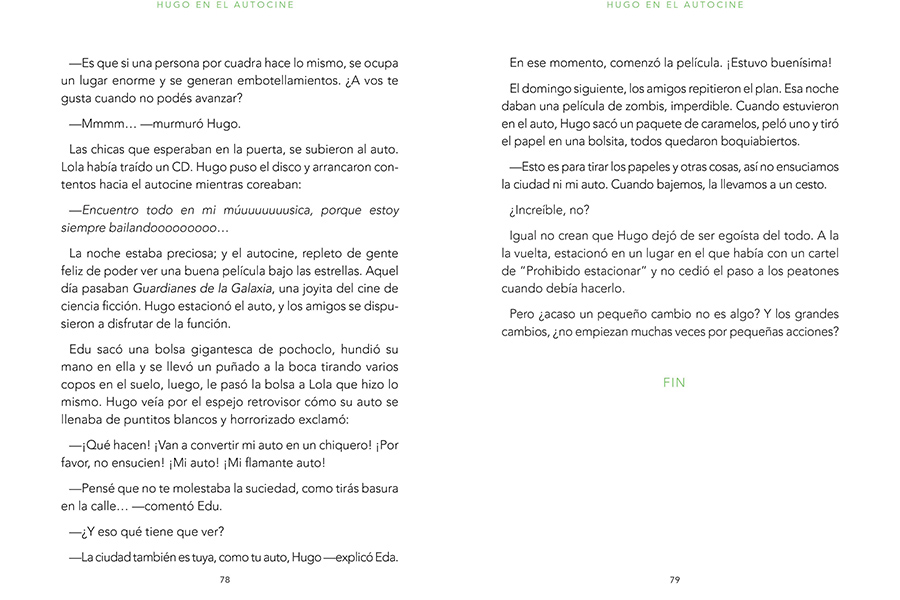 HUGO EN EL AUTOCINE
—Es que si una persona por cuadra hace lo mismo, se ocupa
un lugar enorme y se generan embotellamientos. ¿A vos te
gusta cuando no podés avanzar?
—Mmmm… —murmuró Hugo.
Las chicas que esperaban en la puerta, se subieron al auto.
Lola había traído un CD. Hugo puso el disco y arrancaron con-
tentos hacia el autocine mientras coreaban:
—Encuentro todo en mi múuuuuuusica, porque estoy
siempre bailandooooooooo…
La noche estaba preciosa; y el autocine, repleto de gente
feliz de poder ver una buena película bajo las estrellas. Aquel
día pasaban Guardianes de la Galaxia, una joyita del cine de
ciencia ficción. Hugo estacionó el auto, y los amigos se dispu-
sieron a disfrutar de la función.
Edu sacó una bolsa gigantesca de pochoclo, hundió su
mano en ella y se llevó un puñado a la boca tirando varios
copos en el suelo, luego, le pasó la bolsa a Lola que hizo lo
mismo. Hugo veía por el espejo retrovisor cómo su auto se
llenaba de puntitos blancos y horrorizado exclamó:
—¡Qué hacen! ¡Van a convertir mi auto en un chiquero! ¡Por
favor, no ensucien! ¡Mi auto! ¡Mi flamante auto!
—Pensé que no te molestaba la suciedad, como tirás basura
en la calle… —comentó Edu.
—¿Y eso qué tiene que ver?
—La ciudad también es tuya, como tu auto, Hugo —explicó Eda.
78
HUGO EN EL AUTOCINE
En ese momento, comenzó la película. ¡Estuvo buenísima!
El domingo siguiente, los amigos repitieron el plan. Esa noche
daban una película de zombis, imperdible. Cuando estuvieron
en el auto, Hugo sacó un paquete de caramelos, peló uno y tiró
el papel en una bolsita, todos quedaron boquiabiertos.
—Esto es para tirar los papeles y otras cosas, así no ensuciamos
la ciudad ni mi auto. Cuando bajemos, la llevamos a un cesto.
¿Increíble, no?
Igual no crean que Hugo dejó de ser egoísta del todo. A la
la vuelta, estacionó en un lugar en el que había con un cartel
de “Prohibido estacionar” y no cedió el paso a los peatones
cuando debía hacerlo.
Pero ¿acaso un pequeño cambio no es algo? Y los grandes
cambios, ¿no empiezan muchas veces por pequeñas acciones?
FIN
79